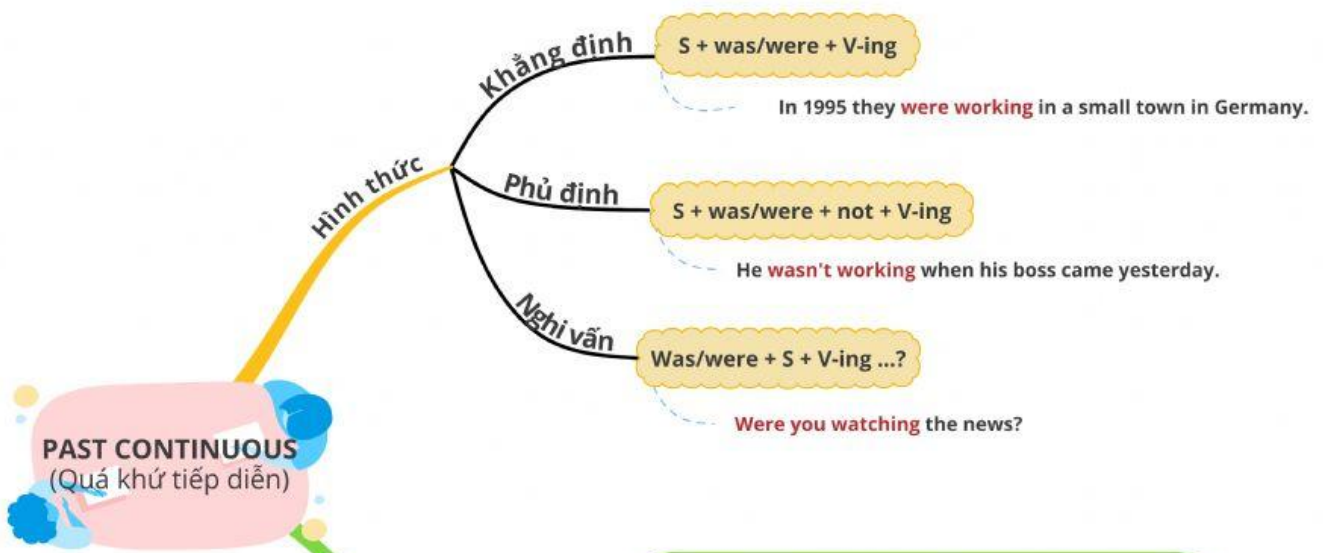 Khẳng định
S + was/were + V-ing
In 1995 they were working in a small town in Germany.
Hình thức
Phủ định
S + was/were + not + V-ing
He wasn't working when his boss came yesterday.
Nghi vấn
Was/were + S + V-ing ...?
Were you watching the news?
PAST CONTINUOUS
(Quá khứ tiếp diễn)